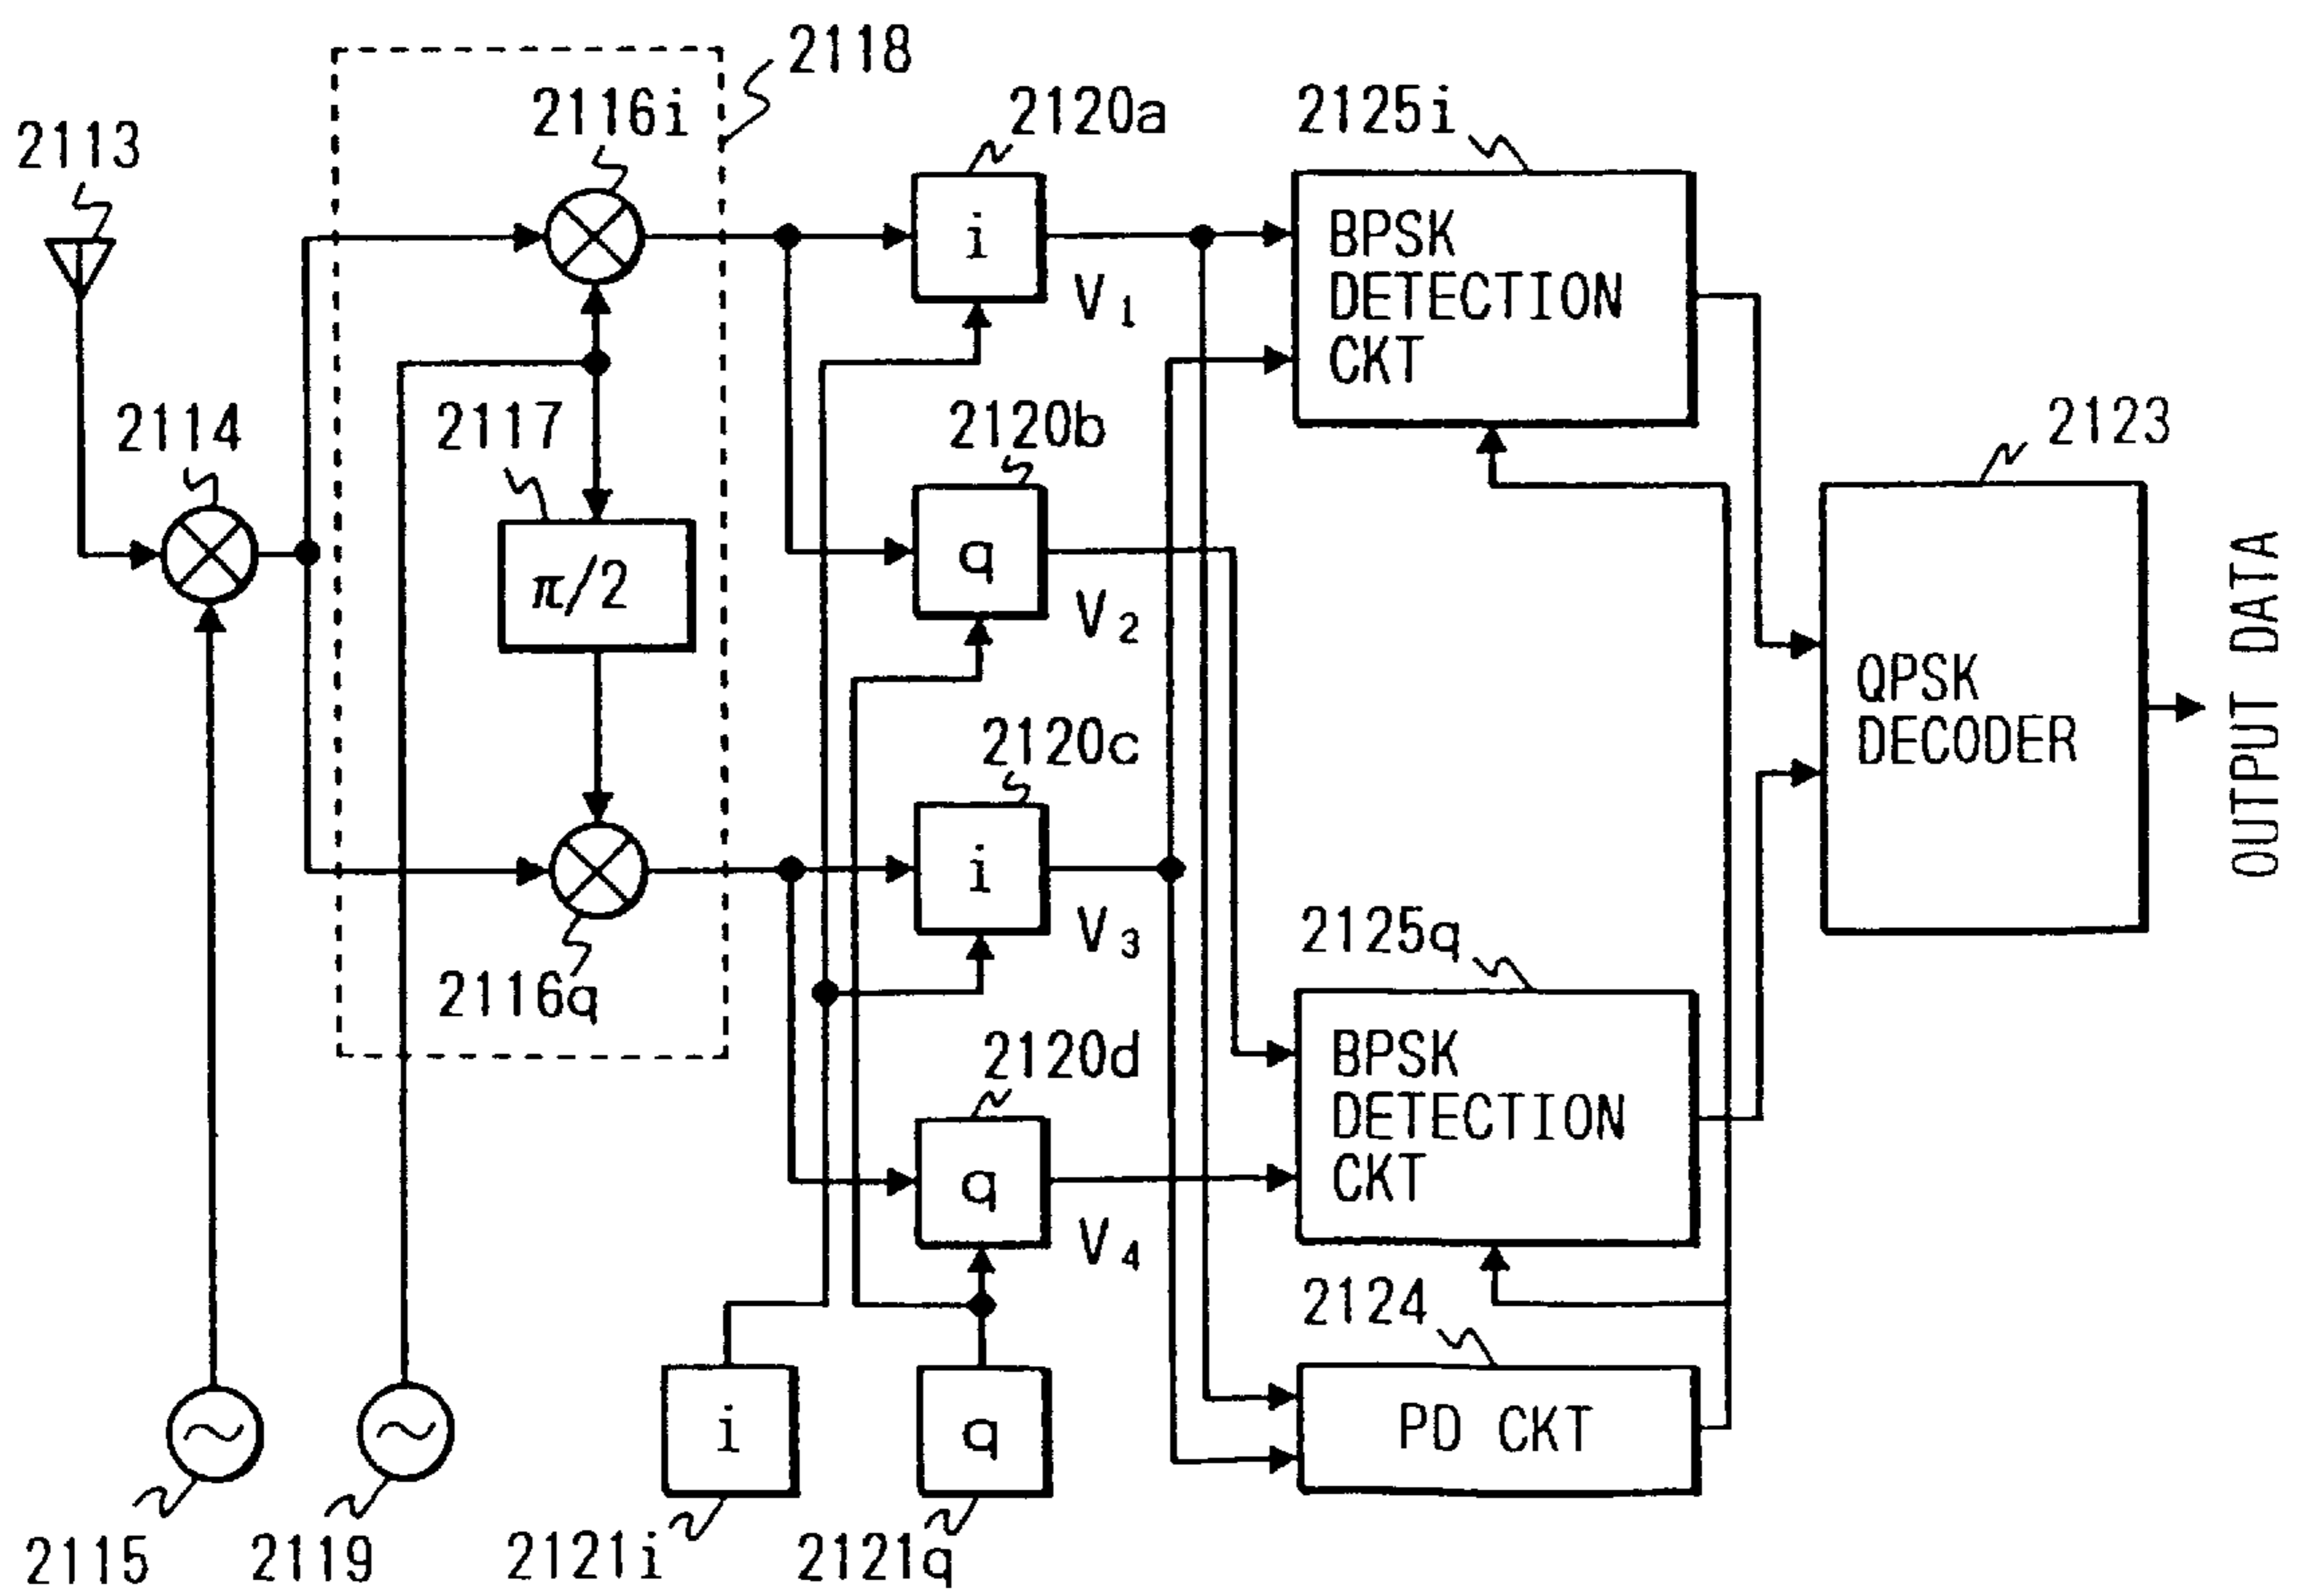 2118
2116i
2120a
2125i
2113
i
BPSK
DETECTION
CKT
V1
2114
2117
2120b
2123
π/2
q
V2
QPSK
DECODER
OUTPUT DATA
2120c
i
V3
2116q
2125q
2120d
BPSK
DETECTION
CKT
q
V4
2124
i
q
PD CKT
2115
2119
2121i
2121q